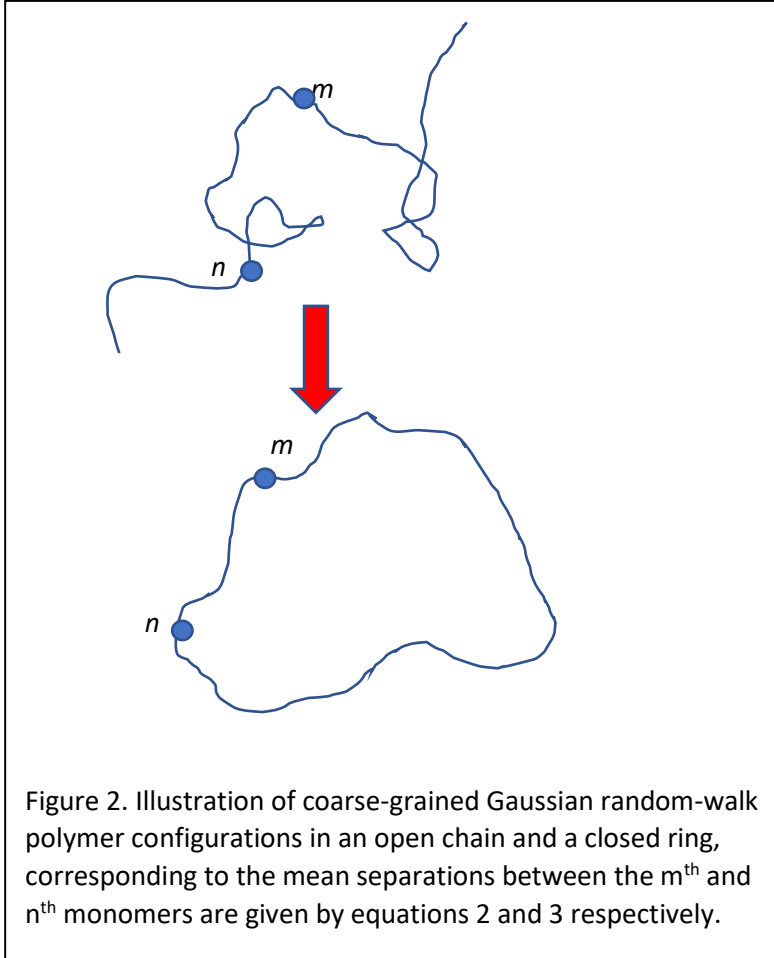 m
n
m
n
Figure 2. Illustration of coarse-grained Gaussian random-walk
polymer configurations in an open chain and a closed ring,
corresponding to the mean separations between the mth and
nth monomers are given by equations 2 and 3 respectively.